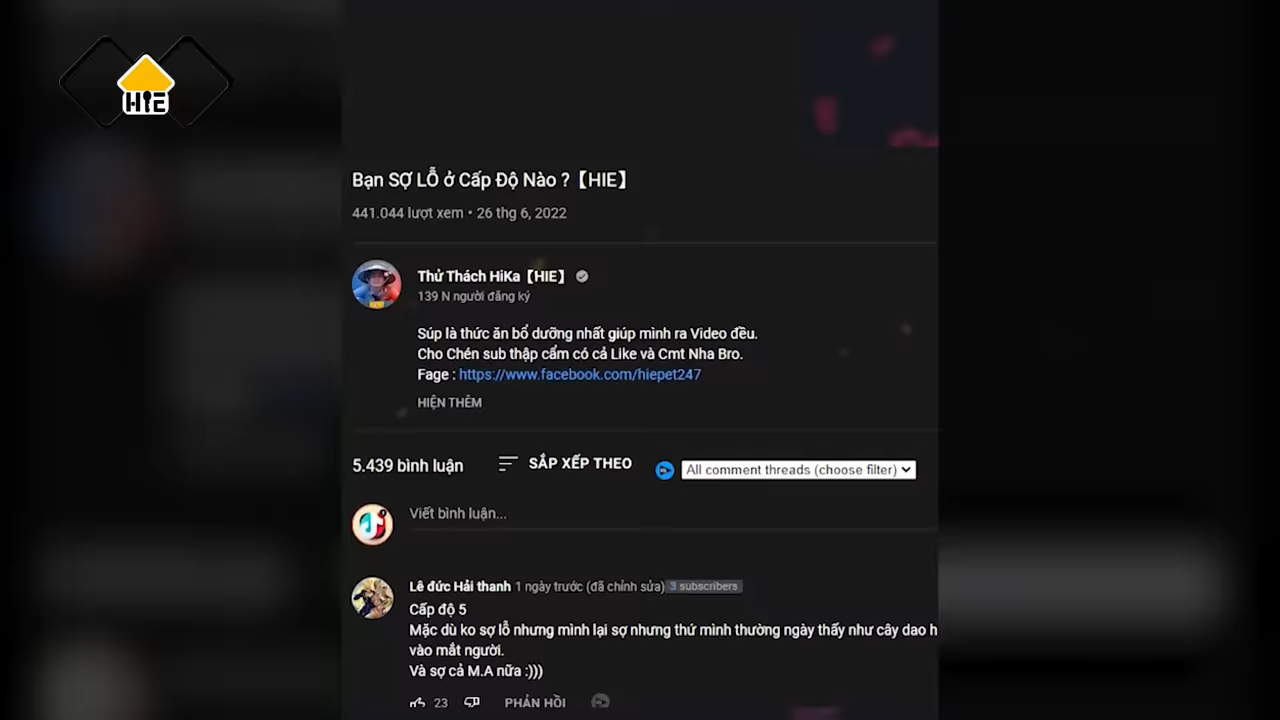 HIE
Bạn SỢ LỖ ở Cấp Độ Nào ?【HIE】
441.044 lượt xem • 26 thg 6, 2022
Thử Thách HiKa【HIE】
139 N người đăng ký
Súp là thức ăn bổ dưỡng nhất giúp mình ra Video đều.
Cho Chén sub thập cẩm có cả Like và Cmt Nha Bro.
Fage : https://www.facebook.com/hiepet247
HIỆN THÊM
5.439 bình luận SẮP XẾP THEO All comment threads (choose filter)
Viết bình luận...
Lê đức Hải thanh 1 ngày trước (đã chỉnh sửa) 3 subscribers
Cấp độ 5
Mặc dù ko sợ lỗ nhưng mình lại sợ nhưng thứ mình thường ngày thấy như cây dao h
vào mắt người.
Và sợ cả M.A nữa :)))
23 PHẢN HỒI